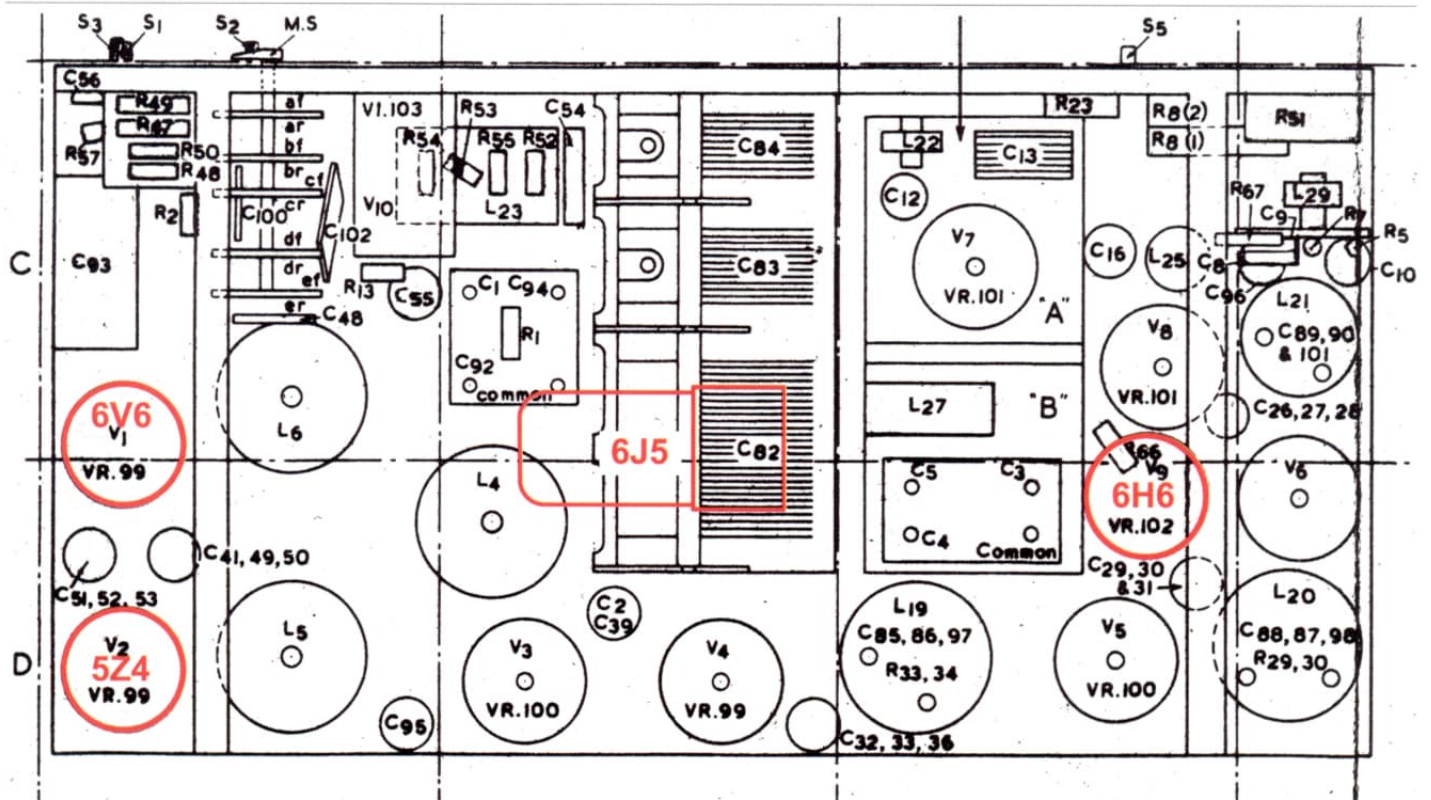 S3 S1
S2 M.S
S5
C56
R49
R47
R57
R50
R48
R2
af
ar
bf
br
cf
cr
df
dr
ef
er
C100
C102
V1.103
V10
R53
C54
R54
R55
R52
L23
C84
R23
R8(2)
R8(1)
R51
L22
C13
C12
R67
L29
C9
R7
R5
C
C93
R13
C55
C48
C1 C94
R1
C92
common
C83
V7
VR.101
"A"
C16
L25
C8
C96
C10
L21
C89,90
& 101
V8
VR.101
6V6
V1
VR.99
L6
L4
6J5
C82
L27
"B"
C26,27,28
C5 C3
C4 Common
R66
V9
6H6
VR.102
V6
C41,49,50
C51,52,53
C29,30
&31
D
V2
5Z4
VR.99
L5
C95
V3
VR.100
C2
C39
V4
VR.99
L19
C85,86,97
R33,34
C32,33,36
V5
VR.100
L20
C88,87,98
R29,30